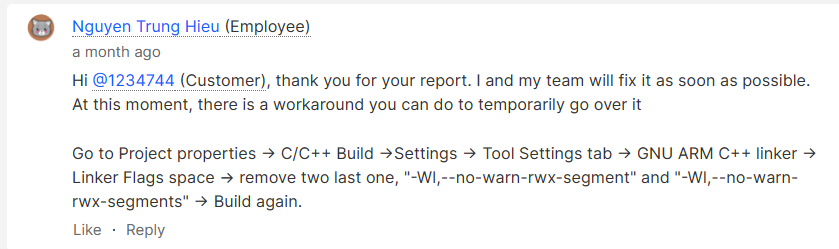 Nguyen Trung Hieu (Employee)
a month ago
Hi @1234744 (Customer), thank you for your report. I and my team will fix it as soon as possible.
At this moment, there is a workaround you can do to temporarily go over it
Go to Project properties → C/C++ Build →Settings → Tool Settings tab → GNU ARM C++ linker →
Linker Flags space → remove two last one, "-Wl,--no-warn-rwx-segment" and "-Wl,--no-warn-
rwx-segments" → Build again.
Like · Reply